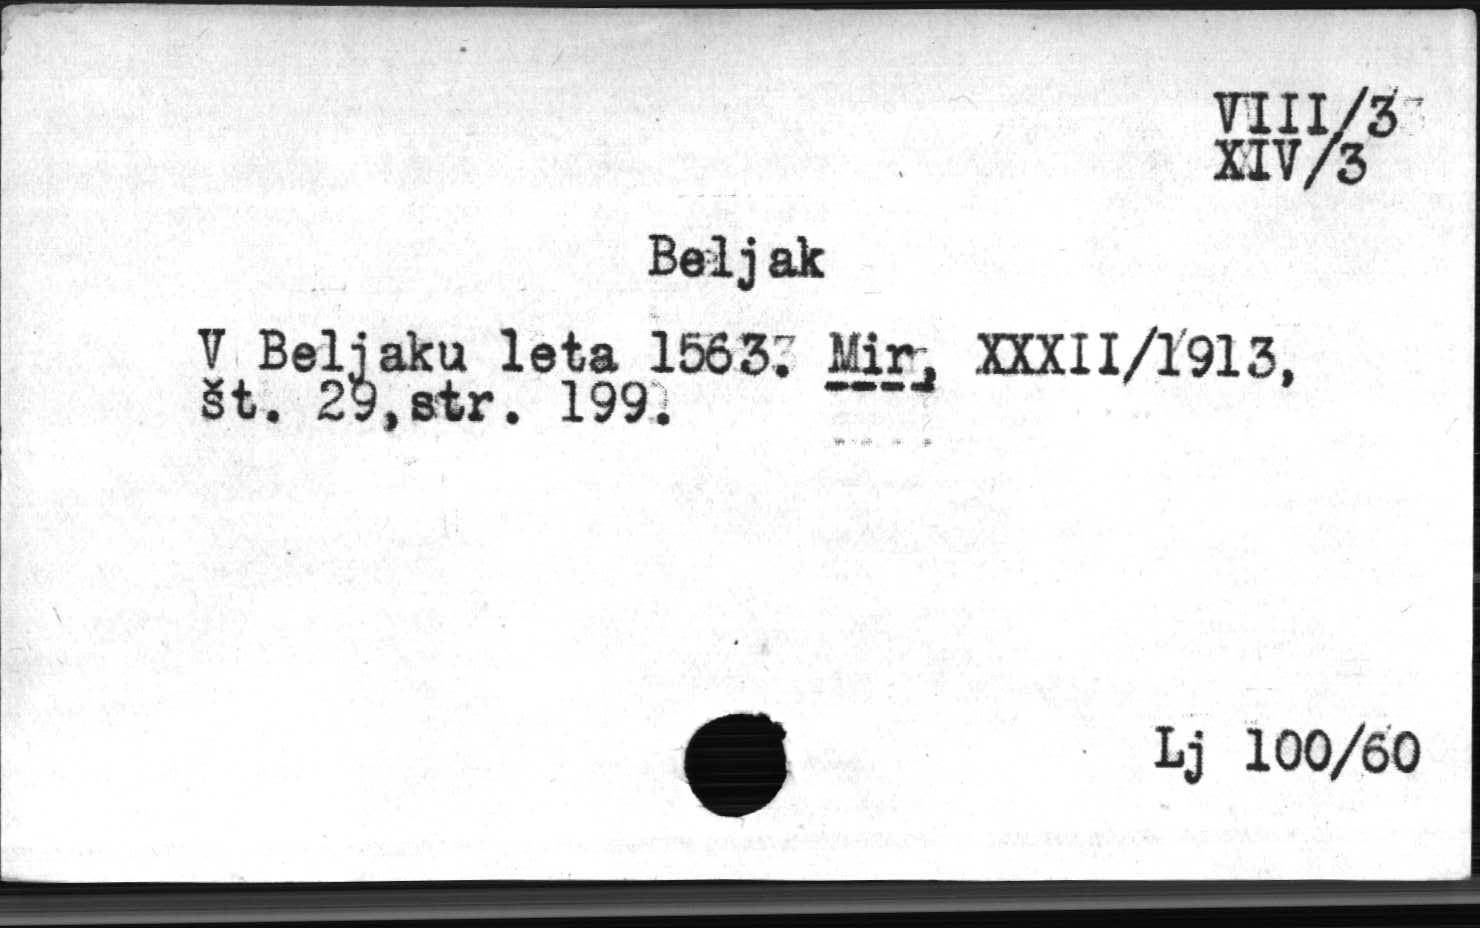 VIII/3
XIV/3
Beljak
V Beljaku leta 1563. Mir, XXXII/1913,
št. 29,str. 199.
Lj 100/60